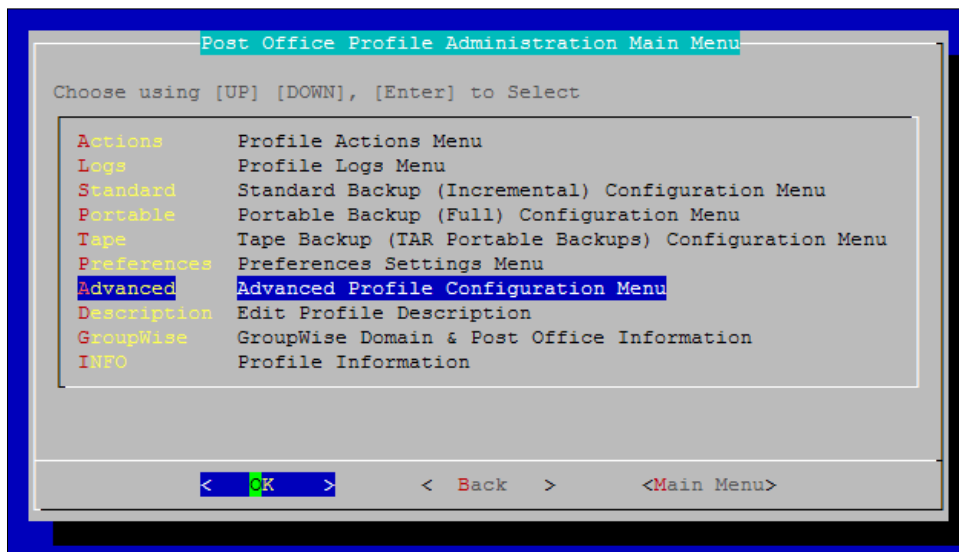 Post Office Profile Administration Main Menu
Choose using [UP] [DOWN], [Enter] to Select
Actions Profile Actions Menu
Logs Profile Logs Menu
Standard Standard Backup (Incremental) Configuration Menu
Portable Portable Backup (Full) Configuration Menu
Tape Tape Backup (TAR Portable Backups) Configuration Menu
Preferences Preferences Settings Menu
Advanced Advanced Profile Configuration Menu
Description Edit Profile Description
GroupWise GroupWise Domain & Post Office Information
INFO Profile Information
< OK > < Back > <Main Menu>